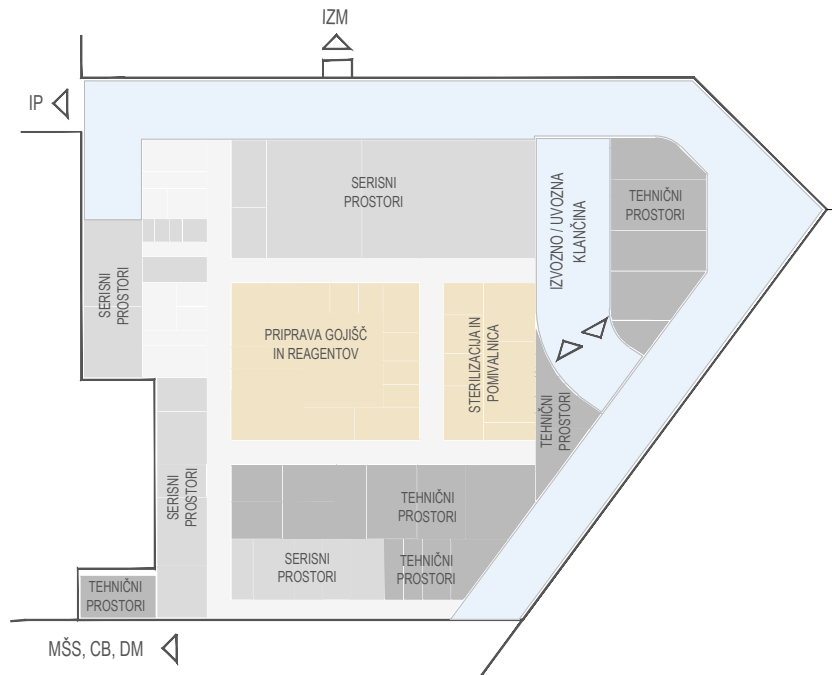 IZM
IP
SERISNI
PROSTORI
IZVOZNO / UVOZNA
KLANČINA
TEHNIČNI
PROSTORI
SERISNI
PROSTORI
PRIPRAVA GOJIŠČ
IN REAGENTOV
STERILIZACIJA IN
POMIVALNICA
TEHNIČNI
PROSTORI
SERISNI
PROSTORI
TEHNIČNI
PROSTORI
SERISNI
PROSTORI
TEHNIČNI
PROSTORI
TEHNIČNI
PROSTORI
MŠS, CB, DM